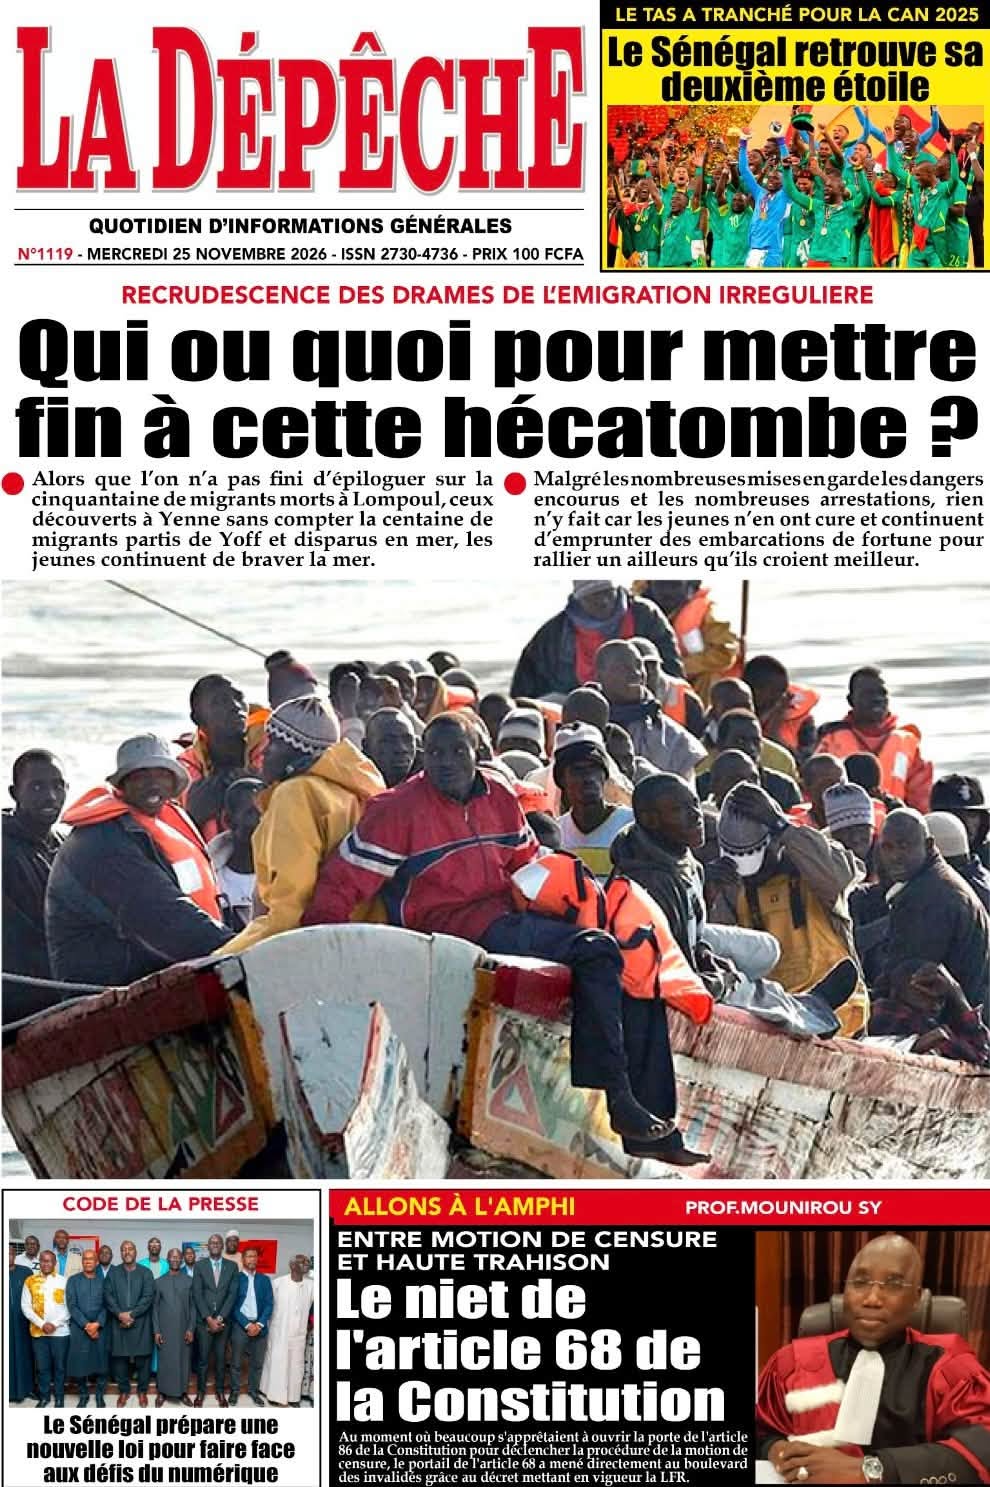 LE TAS A TRANCHÉ POUR LA CAN 2025
Le Sénégal retrouve sa
deuxième étoile
LA DÉPÊCHE
QUOTIDIEN D'INFORMATIONS GÉNÉRALES
N°1119 - MERCREDI 25 NOVEMBRE 2026 - ISSN 2730-4736 - PRIX 100 FCFA
RECRUDESCENCE DES DRAMES DE L'EMIGRATION IRREGULIERE
Qui ou quoi pour mettre
fin à cette hécatombe ?
Alors que l'on n'a pas fini d'épiloguer sur la
cinquantaine de migrants morts à Lompoul, ceux
découverts à Yenne sans compter la centaine de
migrants partis de Yoff et disparus en mer, les
jeunes continuent de braver la mer.
Malgré les nombreuses mises en garde les dangers
encourus et les nombreuses arrestations, rien
n'y fait car les jeunes n'en ont cure et continuent
d'emprunter des embarcations de fortune pour
rallier un ailleurs qu'ils croient meilleur.
CODE DE LA PRESSE
Le Sénégal prépare une
nouvelle loi pour faire face
aux défis du numérique
ALLONS À L'AMPHI
PROF.MOUNIROU SY
ENTRE MOTION DE CENSURE
ET HAUTE TRAHISON
Le niet de
l'article 68 de
la Constitution
Au moment où beaucoup s'apprêtaient à ouvrir la porte de l'article
86 de la Constitution pour déclencher la procédure de la motion de
censure, le portail de l'article 68 a mené directement au boulevard
des invalidés grâce au décret mettant en vigueur la LFR.